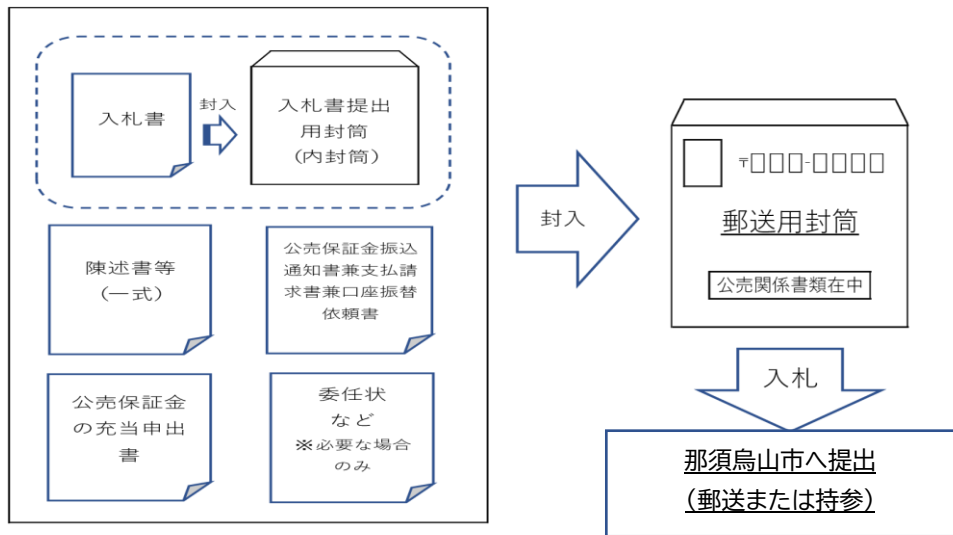 入札書
封入
入札書提出
用封筒
(内封筒)
陳述書等
(一式)
公売保証金振込
通知書兼支払請
求書兼口座振替
依頼書
公売保証金
の充当申出
書
委任状
など
※必要な場合
のみ
封入
〒□□□-□□□□
郵送用封筒
公売関係書類在中
入札
那須烏山市へ提出
(郵送または持参)